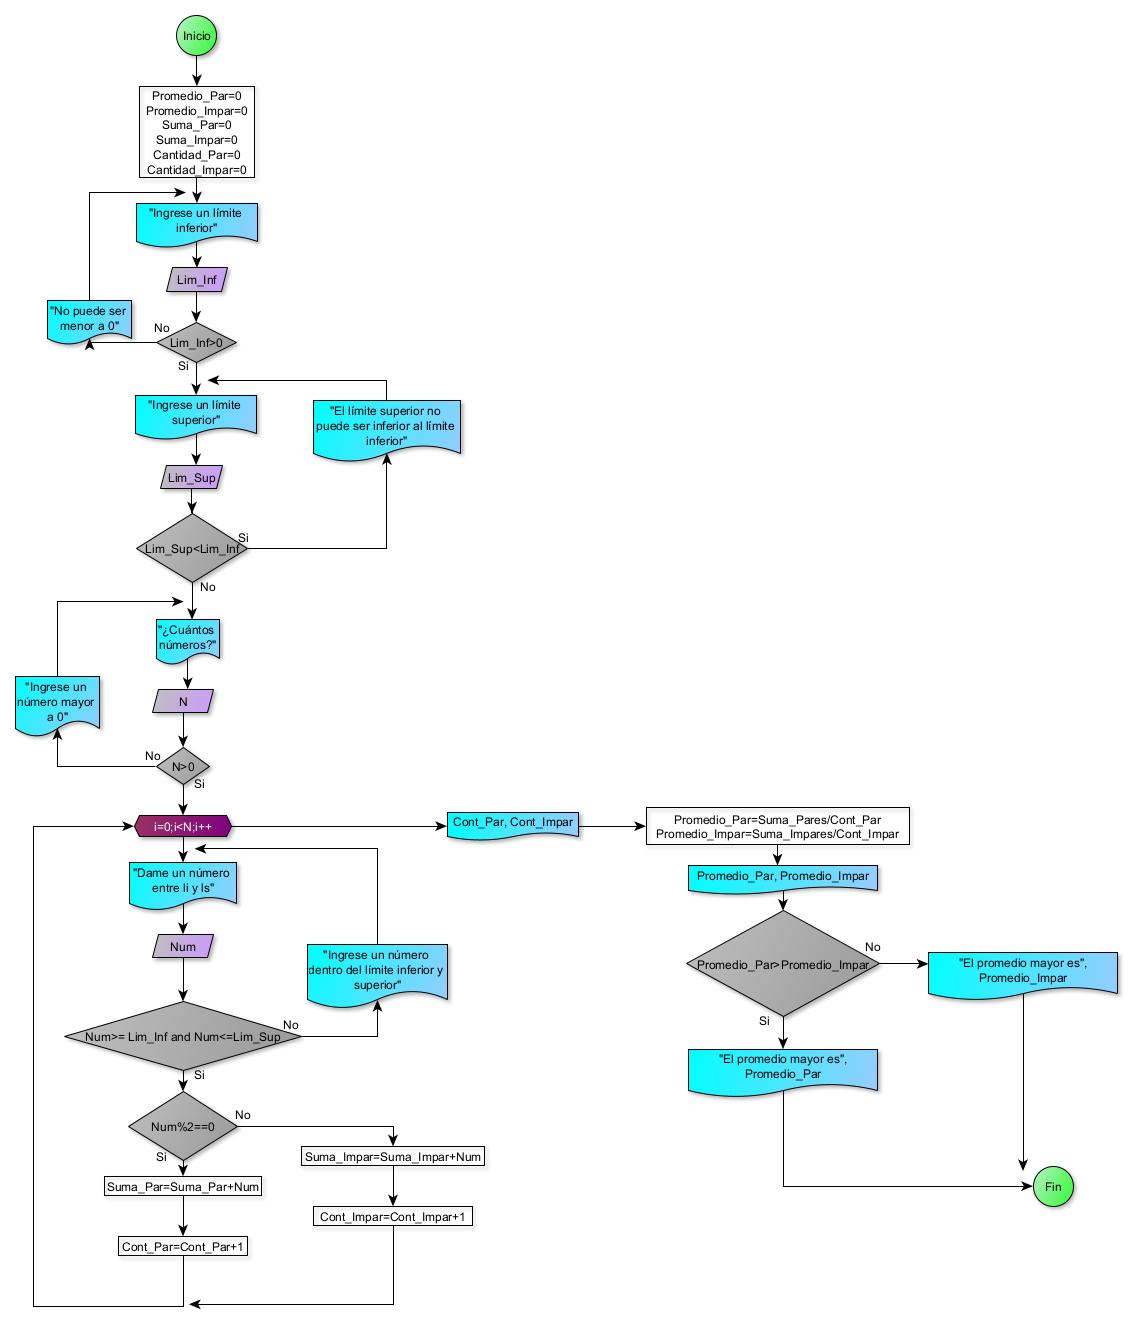 Inicio
Promedio_Par=0
Promedio_Impar=0
Suma_Par=0
Suma_Impar=0
Cantidad_Par=0
Cantidad_Impar=0
"Ingrese un límite
inferior"
Lim_Inf
"No puede ser
menor a 0"
No
Lim_Inf>0
Si
"Ingrese un límite
superior"
"El límite superior no
puede ser inferior al límite
inferior"
Lim_Sup
Si
Lim_Sup<Lim_Inf
No
"¿Cuántos
números?"
"Ingrese un
número mayor
a 0"
N
No
N>0
Si
i=0;i<N;i++
Cont_Par, Cont_Impar
Promedio_Par=Suma_Pares/Cont_Par
Promedio_Impar=Suma_Impares/Cont_Impar
"Dame un número
entre li y ls"
Promedio_Par, Promedio_Impar
Num
"Ingrese un número
dentro del límite inferior y
superior"
No
Promedio_Par>Promedio_Impar
"El promedio mayor es",
Promedio_Impar
Si
No
Num>= Lim_Inf and Num<=Lim_Sup
Si
"El promedio mayor es",
Promedio_Par
No
Num%2==0
Si
Suma_Impar=Suma_Impar+Num
Suma_Par=Suma_Par+Num
Fin
Cont_Impar=Cont_Impar+1
Cont_Par=Cont_Par+1